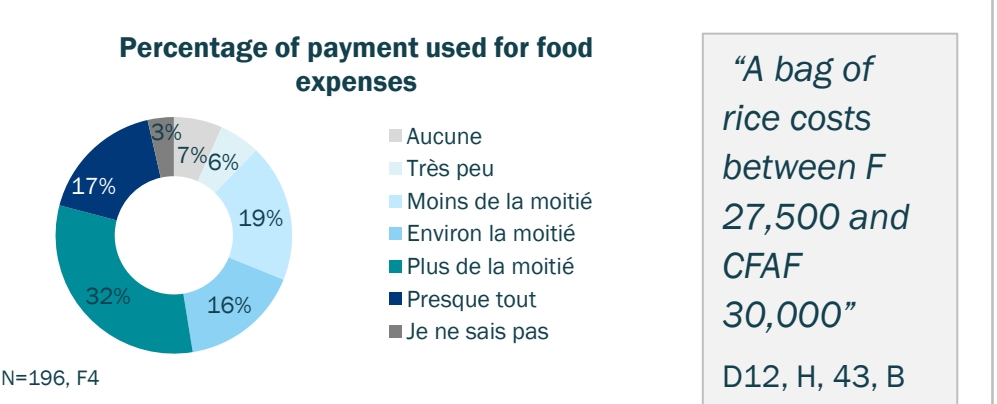 Percentage of payment used for food
expenses
3%
7%
6%
17%
19%
32%
16%
Aucune
Très peu
Moins de la moitié
Environ la moitié
Plus de la moitié
Presque tout
Je ne sais pas
N=196, F4
“A bag of
rice costs
between F
27,500 and
CFAF
30,000”
D12, H, 43, B